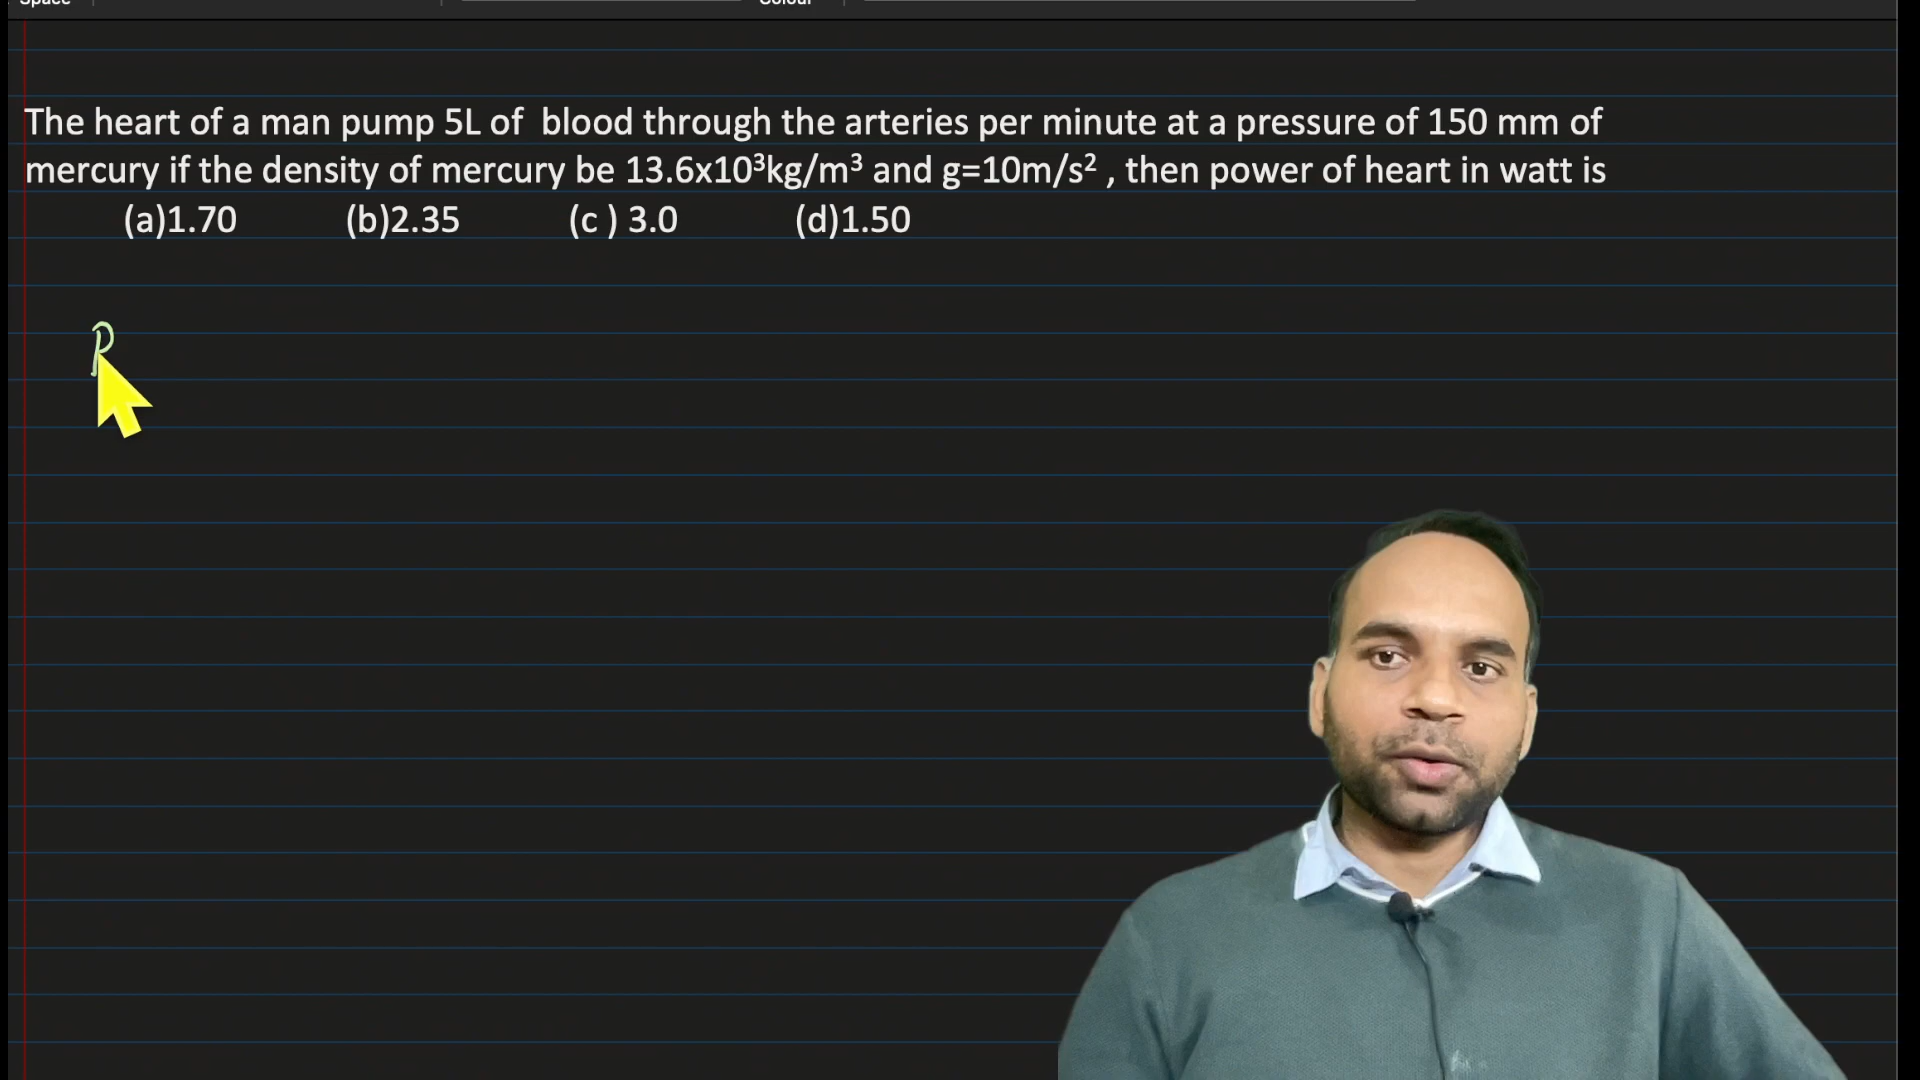 Space Colour
The heart of a man pump 5L of blood through the arteries per minute at a pressure of 150 mm of
mercury if the density of mercury be 13.6x10³kg/m³ and g=10m/s² , then power of heart in watt is
(a)1.70 (b)2.35 (c ) 3.0 (d)1.50
P